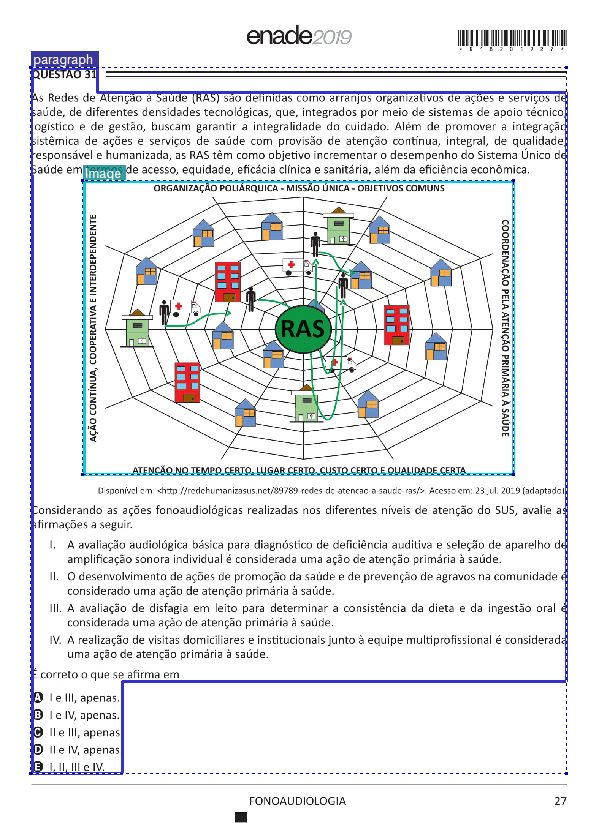 enade2019
paragraph
QUESTÃO 31
As Redes de Atenção à Saúde (RAS) são definidas como arranjos organizativos de ações e serviços de
saúde, de diferentes densidades tecnológicas, que, integrados por meio de sistemas de apoio técnico,
logístico e de gestão, buscam garantir a integralidade do cuidado. Além de promover a integração
sistêmica de ações e serviços de saúde com provisão de atenção contínua, integral, de qualidade,
responsável e humanizada, as RAS têm como objetivo incrementar o desempenho do Sistema Único de
Saúde em
Image
de acesso, equidade, eficácia clínica e sanitária, além da eficiência econômica.
ORGANIZAÇÃO POLIÁRQUICA - MISSÃO ÚNICA - OBJETIVOS COMUNS
AÇÃO CONTÍNUA, COOPERATIVA E INTERDEPENDENTE
COORDENAÇÃO PELA ATENÇÃO PRIMÁRIA À SAÚDE
RAS
ATENÇÃO NO TEMPO CERTO, LUGAR CERTO, CUSTO CERTO E QUALIDADE CERTA
Disponível em: <http://redehumanizasus.net/89789-redes-de-atencao-a-saude-ras/>. Acesso em: 23 jul. 2019 (adaptado).
Considerando as ações fonoaudiológicas realizadas nos diferentes níveis de atenção do SUS, avalie as
afirmações a seguir.
I. A avaliação audiológica básica para diagnóstico de deficiência auditiva e seleção de aparelho de
amplificação sonora individual é considerada uma ação de atenção primária à saúde.
II. O desenvolvimento de ações de promoção da saúde e de prevenção de agravos na comunidade é
considerado uma ação de atenção primária à saúde.
III. A avaliação de disfagia em leito para determinar a consistência da dieta e da ingestão oral é
considerada uma ação de atenção primária à saúde.
IV. A realização de visitas domiciliares e institucionais junto à equipe multiprofissional é considerada
uma ação de atenção primária à saúde.
É correto o que se afirma em
A I e III, apenas.
B I e IV, apenas.
C II e III, apenas
D II e IV, apenas
E I, II, III e IV.
FONOAUDIOLOGIA
27